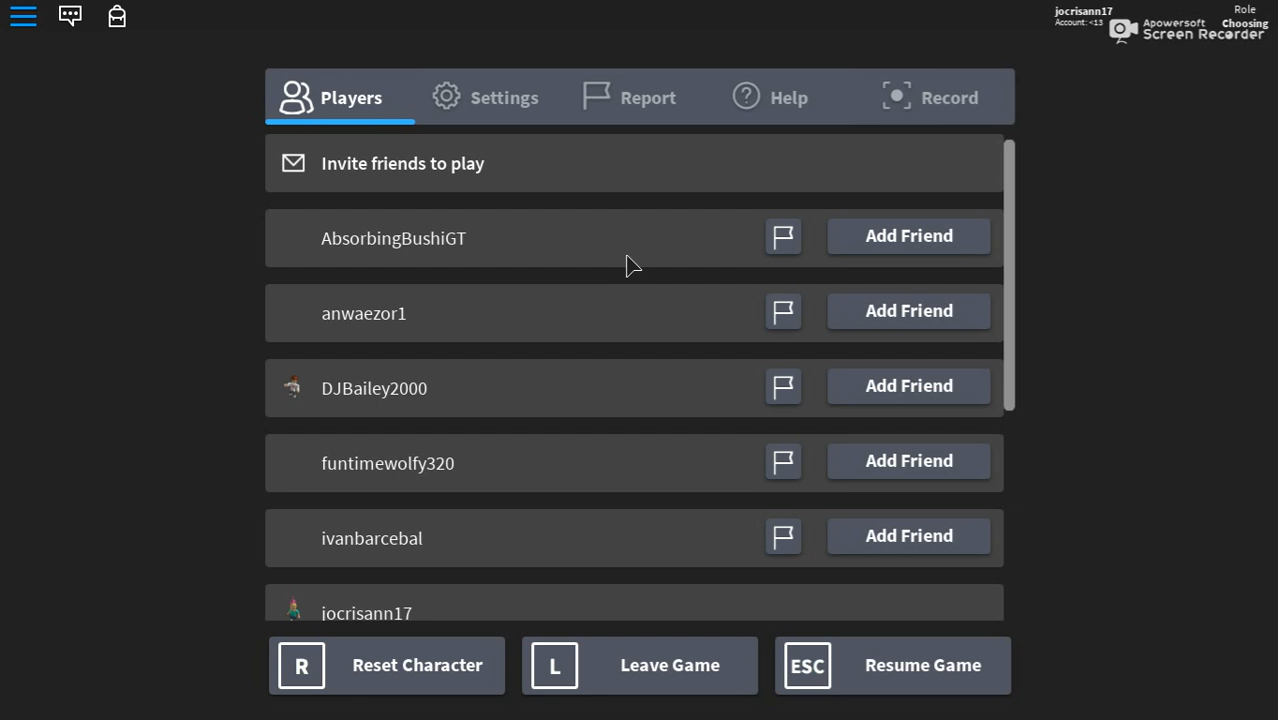 jocrisann17
Account: <13
Role
Choosing
Apowersoft
Screen Recorder
Players
Settings
Report
Help
Record
Invite friends to play
AbsorbingBushiGT
Add Friend
anwaezor1
Add Friend
DJBailey2000
Add Friend
funtimewolfy320
Add Friend
ivanbarcebal
Add Friend
jocrisann17
R Reset Character
L Leave Game
ESC Resume Game